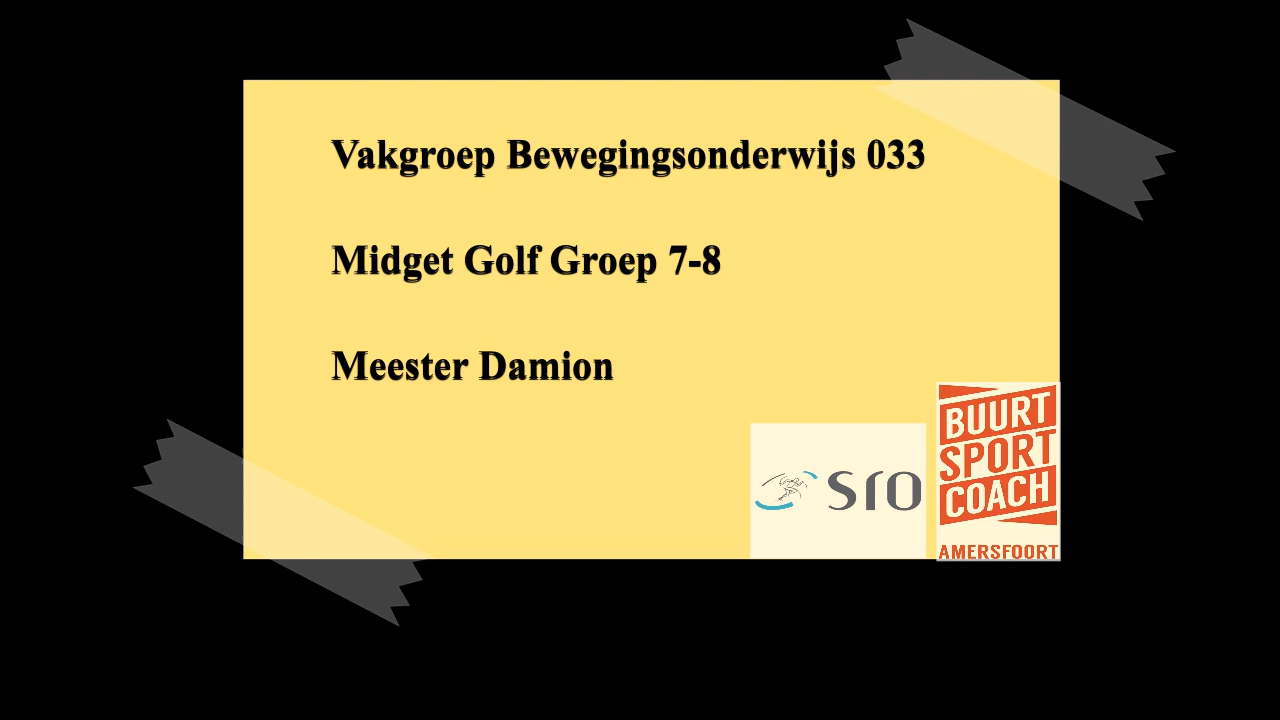 Vakgroep Bewegingsonderwijs 033
Midget Golf Groep 7-8
Meester Damion
sro
BUURT
SPORT
COACH
AMERSFOORT